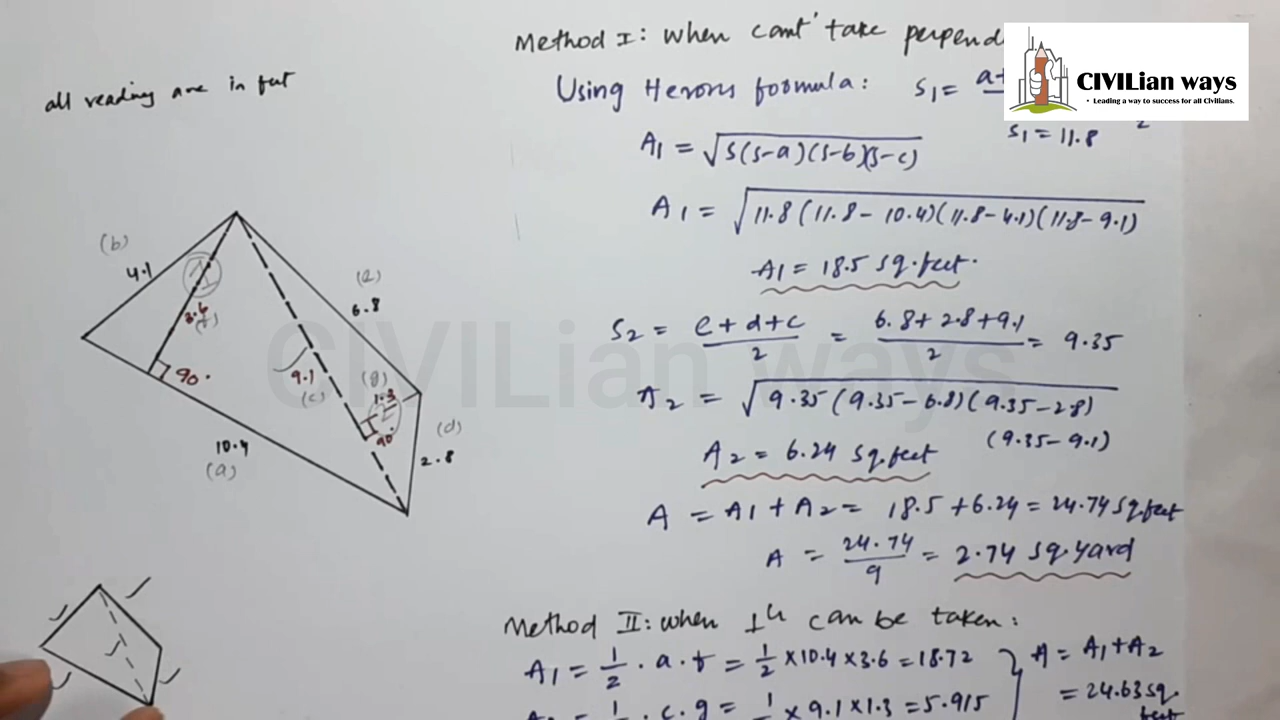 all reading are in feet
(b)
4.1
3.6
(f)
90°
(e)
6.8
9.1
(c)
(g)
1.3
90°
(d)
2.8
10.4
(a)
Method I: When can't take perpend
Using Herons formula: S1 =
S1 = 11.8
A1 = √S(S-a)(S-b)(S-c)
A1 = √11.8(11.8-10.4)(11.8-4.1)(11.8-9.1)
A1 = 18.5 sq.feet.
S2 = e+d+c/2 = 6.8+2.8+9.1/2 = 9.35
A2 = √9.35(9.35-6.8)(9.35-2.8)
(9.35-9.1)
A2 = 6.24 sq.feet
A = A1 + A2 = 18.5 + 6.24 = 24.74 sq.feet
A = 24.74/9 = 2.74 sq.yard
Method II: when ⊥r can be taken:
A1 = 1/2 . a . f = 1/2 × 10.4 × 3.6 = 18.72
A = A1 + A2
= 24.63 sq.
feet
. c . g = × 9.1 × 1.3 = 5.915
CIVILian ways
• Leading a way to success for all Civilians.
CIVILian ways